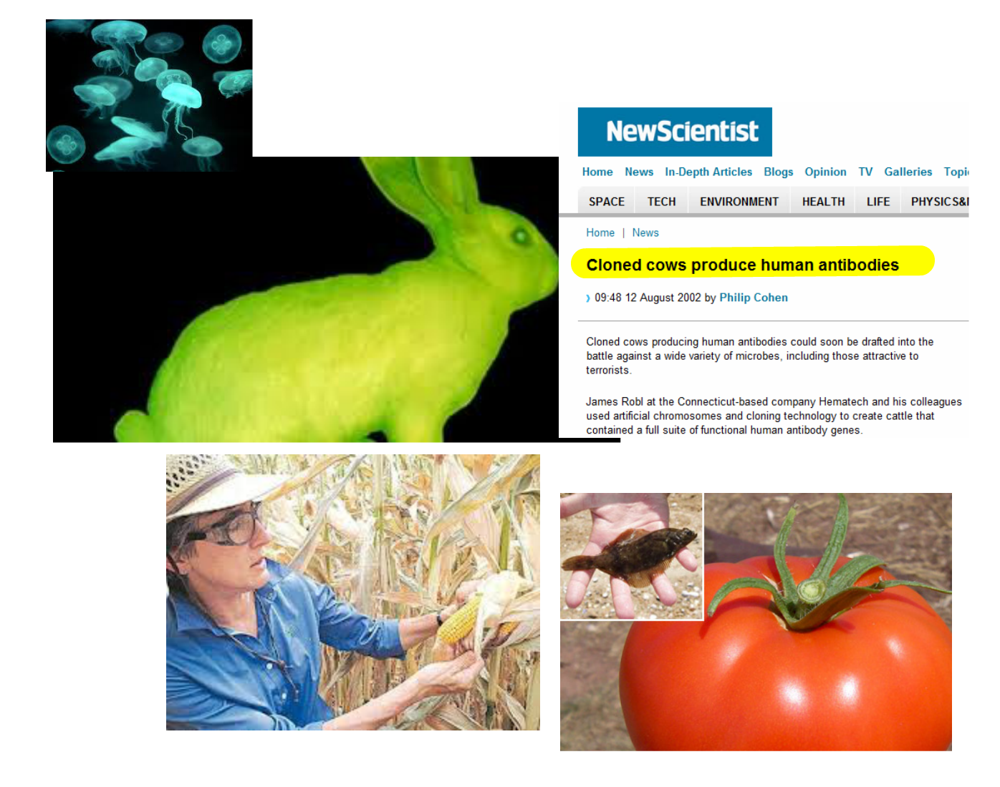 NewScientist
Home News In-Depth Articles Blogs Opinion TV Galleries Topi
SPACE TECH ENVIRONMENT HEALTH LIFE PHYSICS&
Home | News
Cloned cows produce human antibodies
09:48 12 August 2002 by Philip Cohen
Cloned cows producing human antibodies could soon be drafted into the
battle against a wide variety of microbes, including those attractive to
terrorists.
James Robl at the Connecticut-based company Hematech and his colleagues
used artificial chromosomes and cloning technology to create cattle that
contained a full suite of functional human antibody genes.